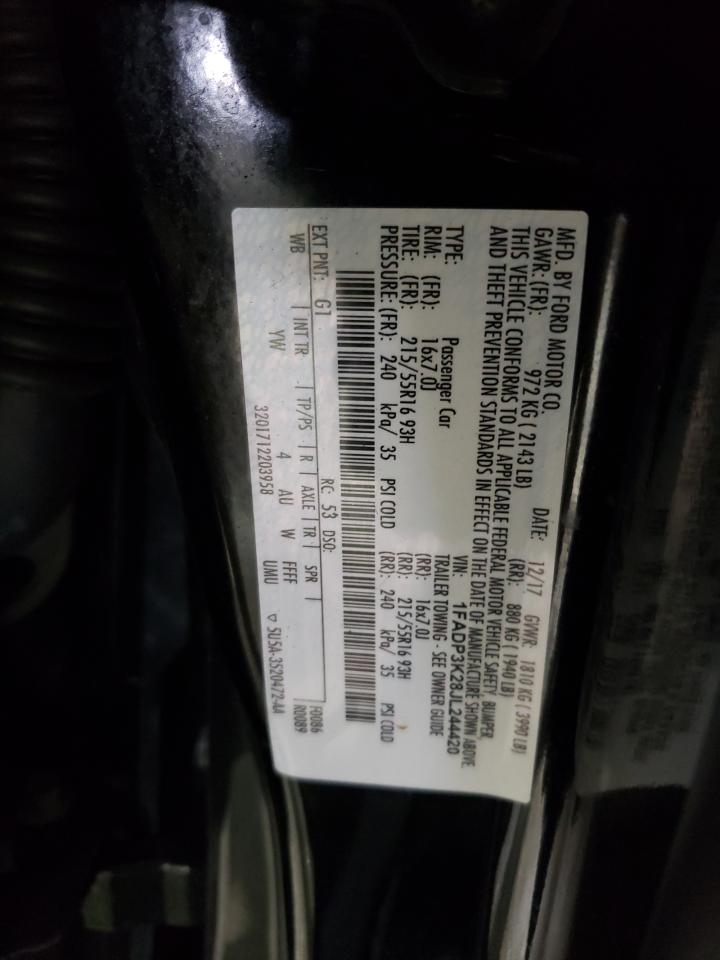 MFD. BY FORD MOTOR CO.
DATE: 12/17 GVWR: 1810 KG ( 3990 LB)
GAWR: (FR): 972 KG ( 2143 LB) (RR): 880 KG ( 1940 LB)
THIS VEHICLE CONFORMS TO ALL APPLICABLE FEDERAL MOTOR VEHICLE SAFETY, BUMPER
AND THEFT PREVENTION STANDARDS IN EFFECT ON THE DATE OF MANUFACTURE SHOWN ABOVE.
VIN: 1FADP3K28JL244420
TYPE: Passenger Car TRAILER TOWING - SEE OWNER GUIDE
RIM: (FR): 16x7.0J (RR): 16x7.0J
TIRE: (FR): 215/55R16 93H (RR): 215/55R16 93H
PRESSURE: (FR): 240 kPa/ 35 PSI COLD (RR): 240 kPa/ 35 PSI COLD
EXT PNT: G1 RC: 53 DSO: F0086
WB | INT TR | TP/PS | R | AXLE | TR | SPR | R0089
YW 4 AU W FFFF
UMU
3201712203958 ▽ 5U5A-3520472-AA